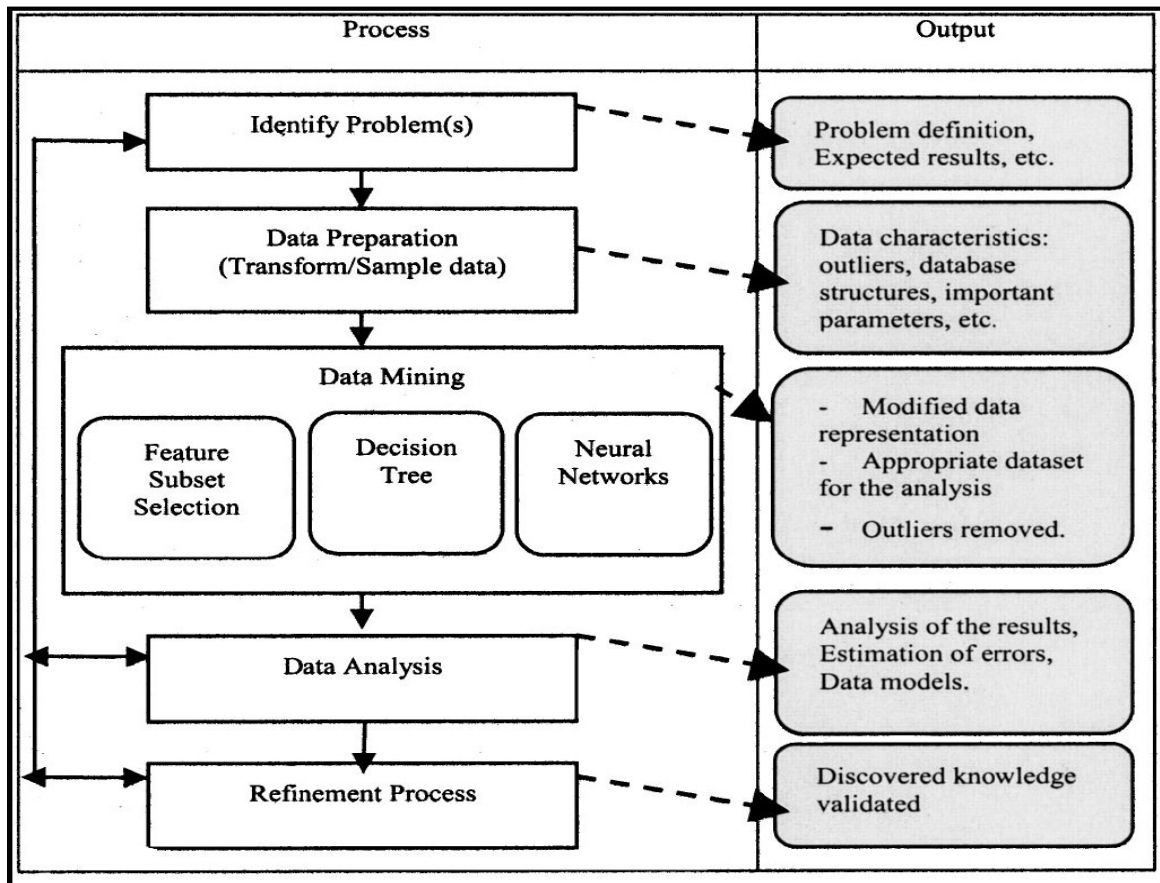 Process
Output
Identify Problem(s)
Problem definition,
Expected results, etc.
Data Preparation
(Transform/Sample data)
Data characteristics:
outliers, database
structures, important
parameters, etc.
Data Mining
Feature
Subset
Selection
Decision
Tree
Neural
Networks
- Modified data
representation
- Appropriate dataset
for the analysis
- Outliers removed.
Data Analysis
Analysis of the results,
Estimation of errors,
Data models.
Refinement Process
Discovered knowledge
validated